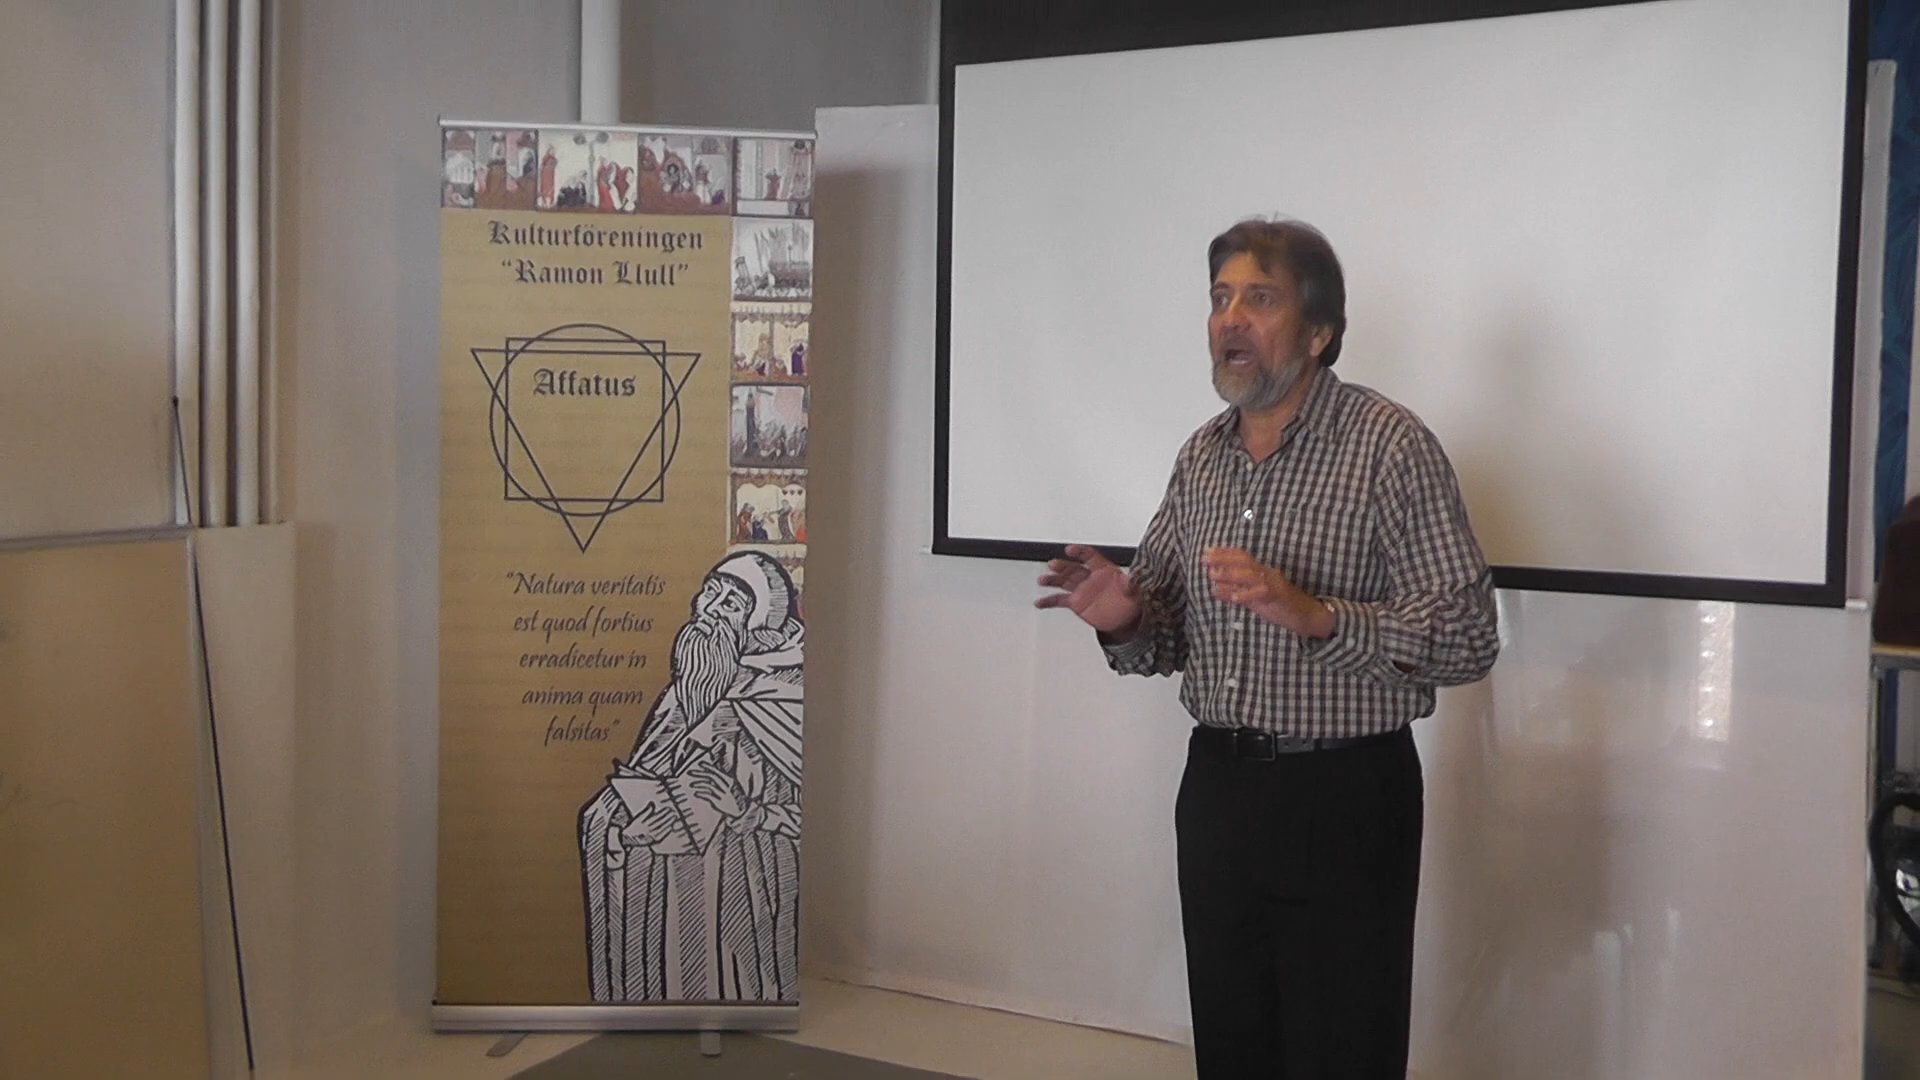 Kulturföreningen
“Ramon Llull”
Affatus
“Natura veritatis
est quod fortius
erradicetur in
anima quam
falsitas”